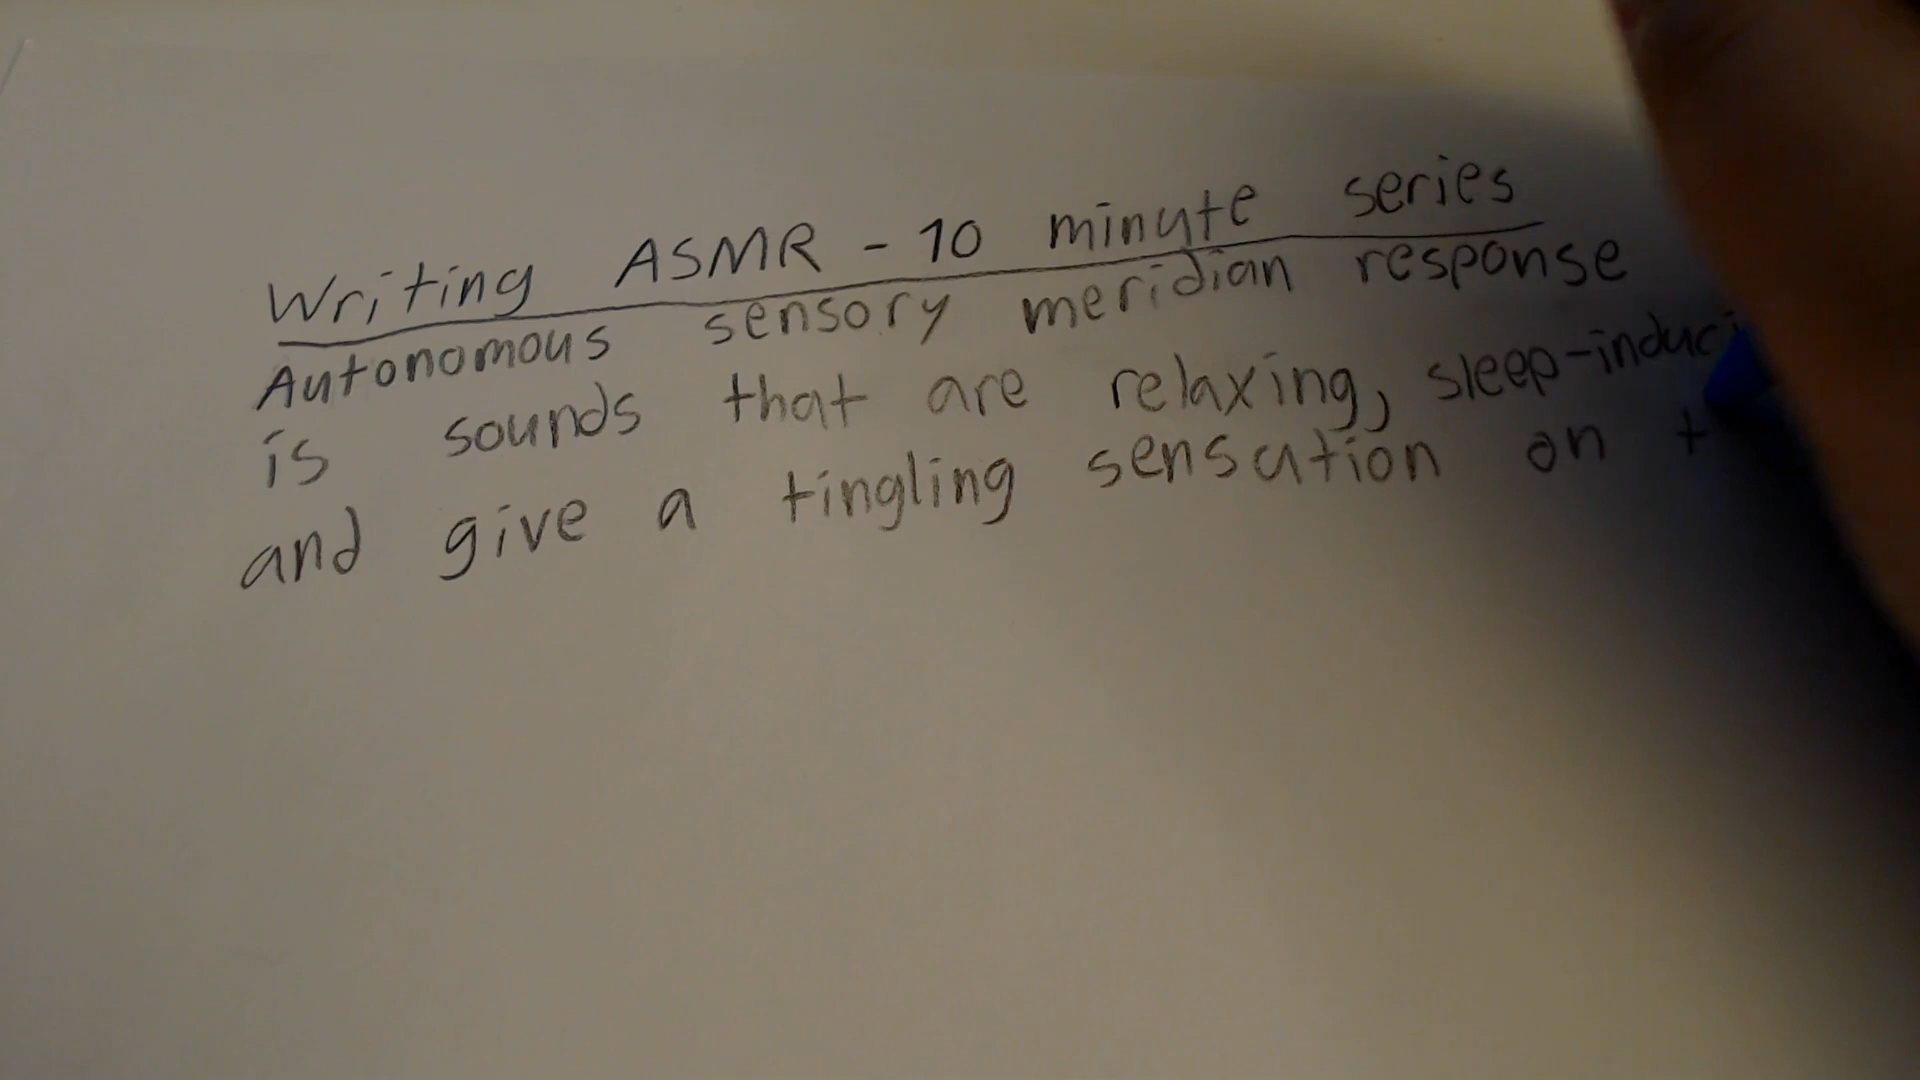 Writing ASMR - 10 minute series
Autonomous sensory meridian response
is sounds that are relaxing, sleep-induci
and give a tingling sensation on t